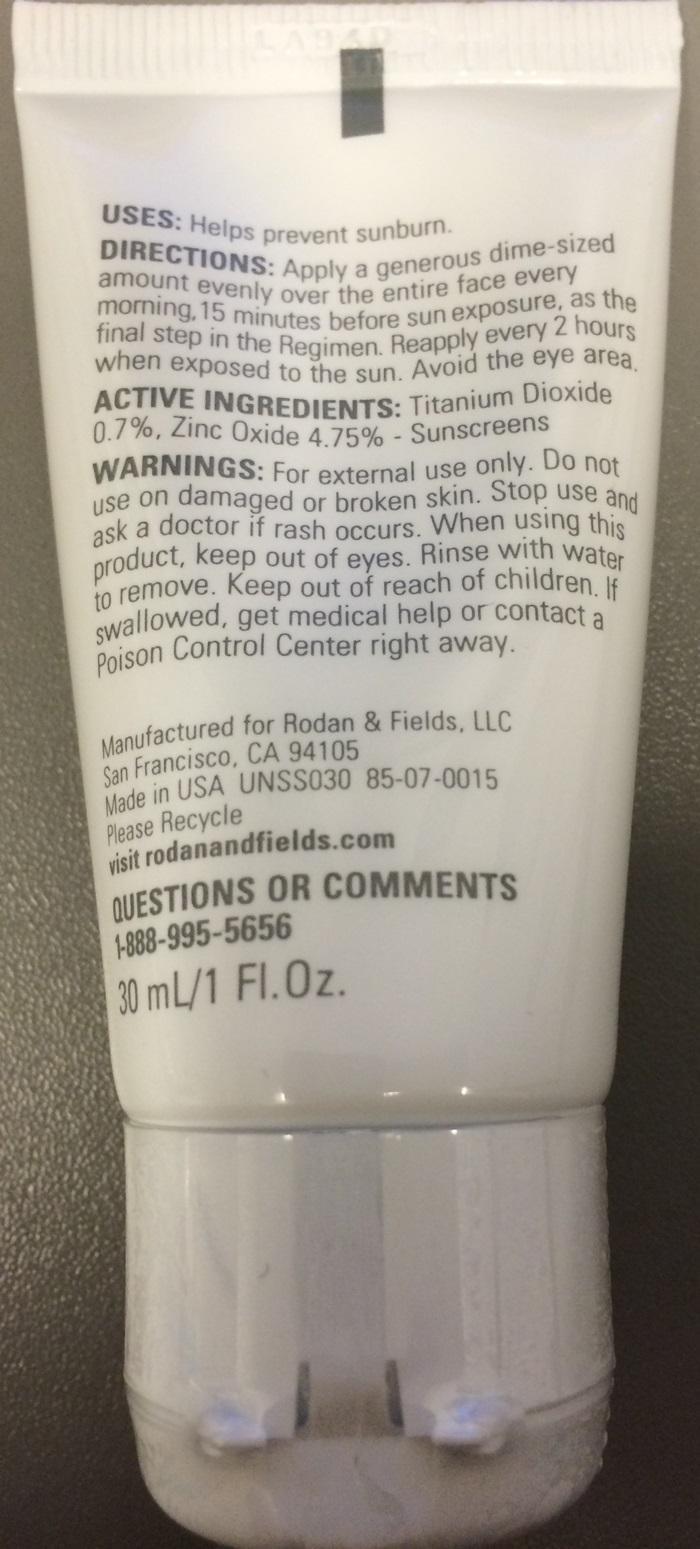 USES: Helps prevent sunburn.
DIRECTIONS: Apply a generous dime-sized
amount evenly over the entire face every
morning, 15 minutes before sun exposure, as the
final step in the Regimen. Reapply every 2 hours
when exposed to the sun. Avoid the eye area.
ACTIVE INGREDIENTS: Titanium Dioxide
0.7%, Zinc Oxide 4.75% - Sunscreens
WARNINGS: For external use only. Do not
use on damaged or broken skin. Stop use and
ask a doctor if rash occurs. When using this
product, keep out of eyes. Rinse with water
to remove. Keep out of reach of children. If
swallowed, get medical help or contact a
Poison Control Center right away.
Manufactured for Rodan & Fields, LLC
San Francisco, CA 94105
Made in USA UNSS030 85-07-0015
Please Recycle
visit rodanandfields.com
QUESTIONS OR COMMENTS
1-888-995-5656
30 mL/1 Fl.Oz.